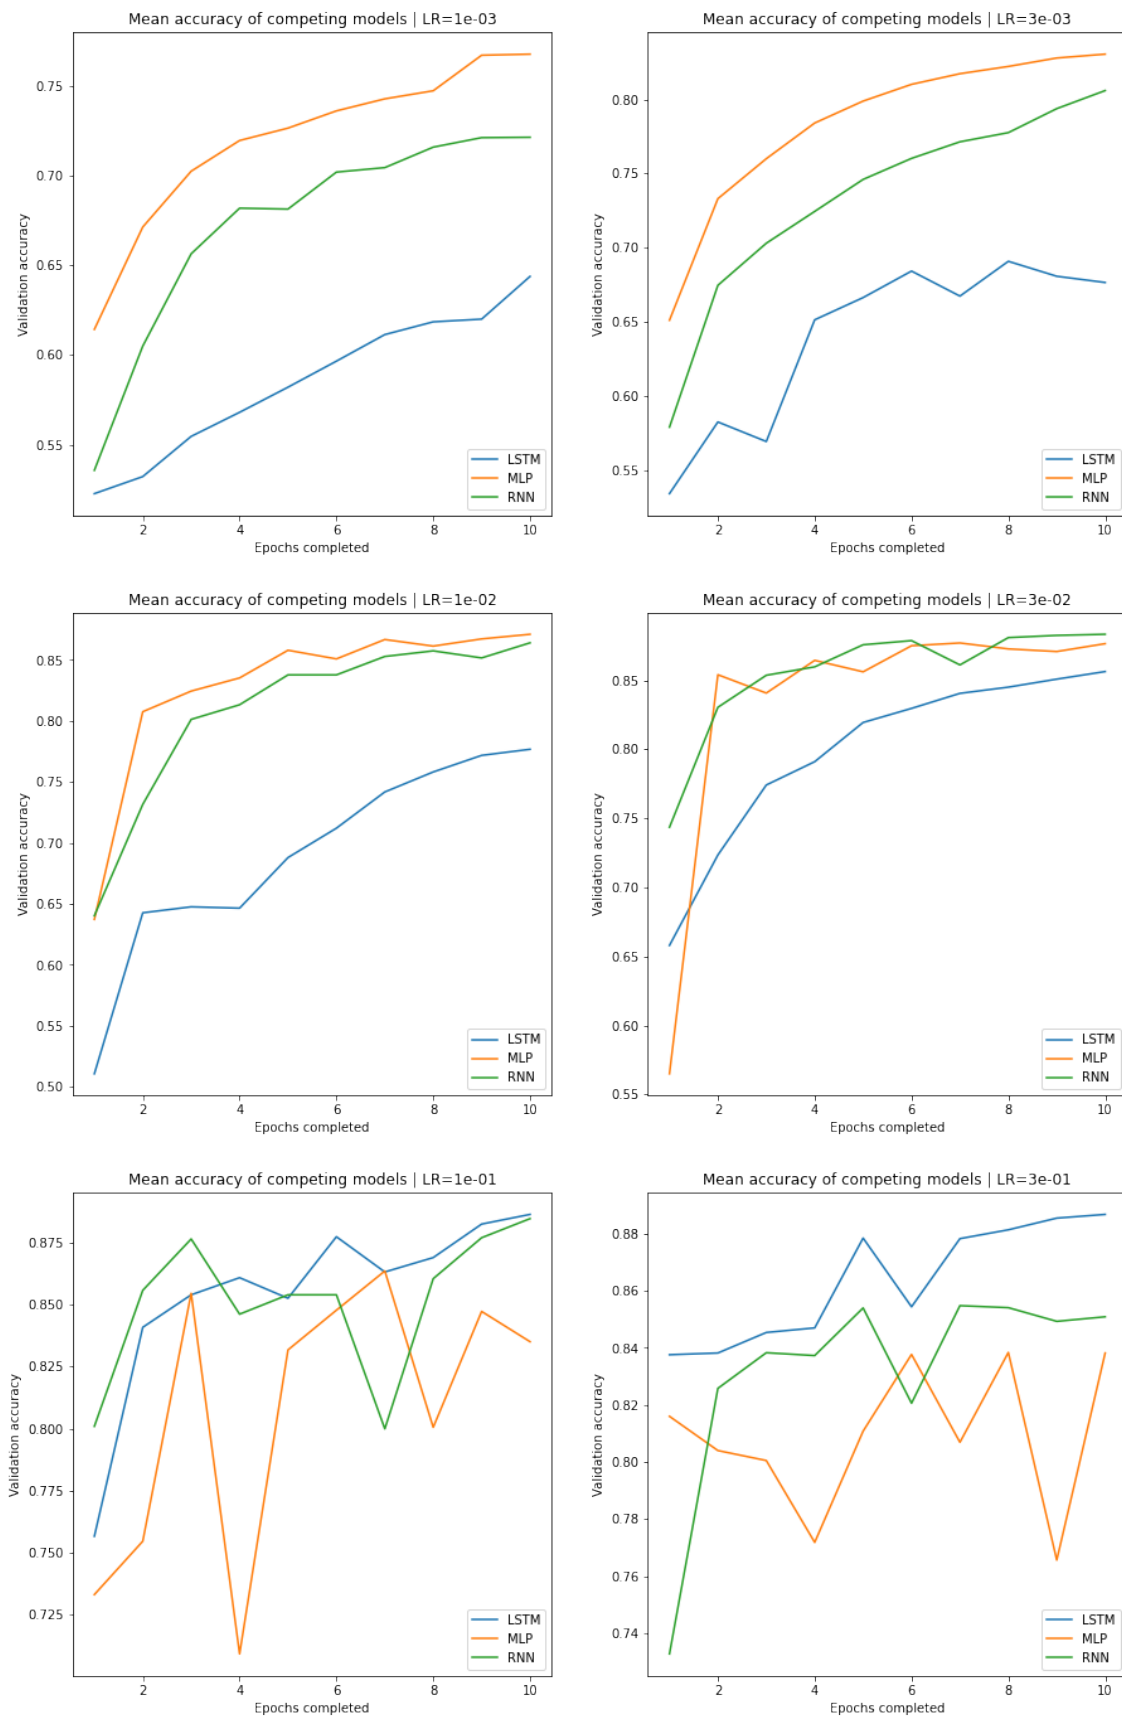 Mean accuracy of competing models | LR=1e-03
0.75
0.70
0.65
0.60
0.55
Validation accuracy
LSTM
MLP
RNN
2 4 6 8 10
Epochs completed
Mean accuracy of competing models | LR=3e-03
0.80
0.75
0.70
0.65
0.60
0.55
Validation accuracy
LSTM
MLP
RNN
2 4 6 8 10
Epochs completed
Mean accuracy of competing models | LR=1e-02
0.85
0.80
0.75
0.70
0.65
0.60
0.55
0.50
Validation accuracy
LSTM
MLP
RNN
2 4 6 8 10
Epochs completed
Mean accuracy of competing models | LR=3e-02
0.85
0.80
0.75
0.70
0.65
0.60
0.55
Validation accuracy
LSTM
MLP
RNN
2 4 6 8 10
Epochs completed
Mean accuracy of competing models | LR=1e-01
0.875
0.850
0.825
0.800
0.775
0.750
0.725
Validation accuracy
LSTM
MLP
RNN
2 4 6 8 10
Epochs completed
Mean accuracy of competing models | LR=3e-01
0.88
0.86
0.84
0.82
0.80
0.78
0.76
0.74
Validation accuracy
LSTM
MLP
RNN
2 4 6 8 10
Epochs completed